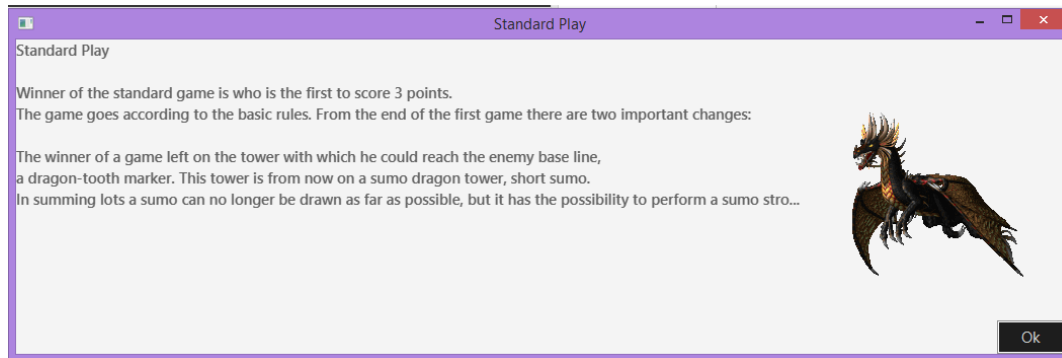 Standard Play
Standard Play
Winner of the standard game is who is the first to score 3 points.
The game goes according to the basic rules. From the end of the first game there are two important changes:
The winner of a game left on the tower with which he could reach the enemy base line,
a dragon-tooth marker. This tower is from now on a sumo dragon tower, short sumo.
In summing lots a sumo can no longer be drawn as far as possible, but it has the possibility to perform a sumo stro...
Ok